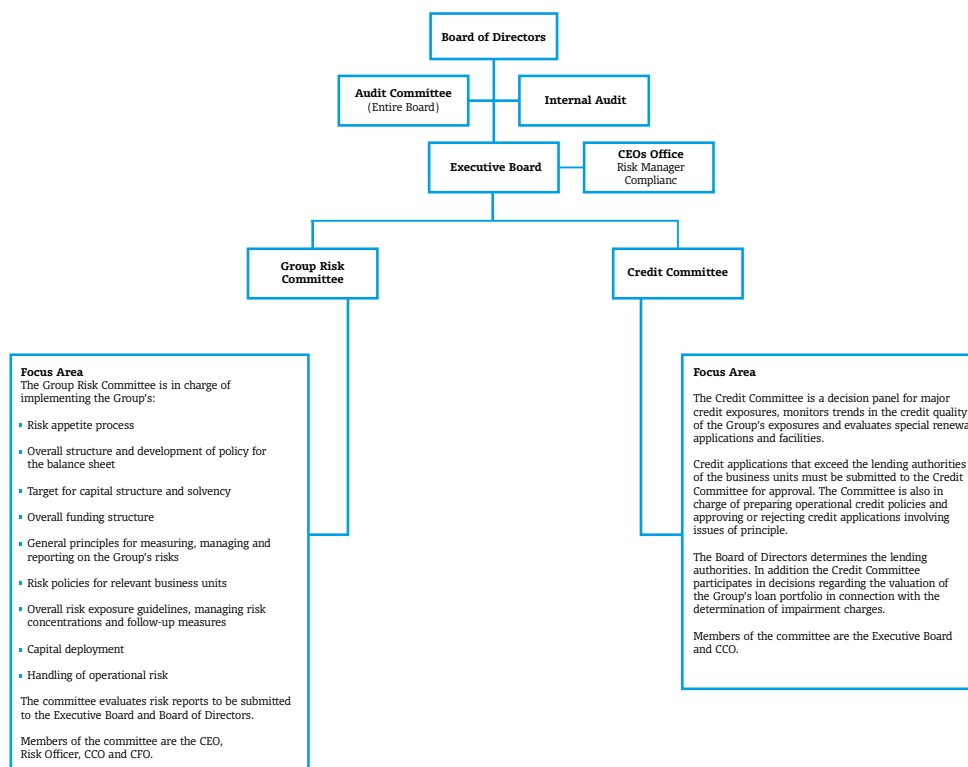 Board of Directors
Audit Committee
(Entire Board)
Internal Audit
Executive Board
CEOs Office
Risk Manager
Complianc
Group Risk
Committee
Credit Committee
Focus Area
The Group Risk Committee is in charge of
implementing the Group's:
Risk appetite process
Overall structure and development of policy for
the balance sheet
Target for capital structure and solvency
Overall funding structure
General principles for measuring, managing and
reporting on the Group's risks
Risk policies for relevant business units
Overall risk exposure guidelines, managing risk
concentrations and follow-up measures
Capital deployment
Handling of operational risk
The committee evaluates risk reports to be submitted
to the Executive Board and Board of Directors.
Members of the committee are the CEO,
Risk Officer, CCO and CFO.
Focus Area
The Credit Committee is a decision panel for major
credit exposures, monitors trends in the credit quality
of the Group's exposures and evaluates special renewa
applications and facilities.
Credit applications that exceed the lending authorities
of the business units must be submitted to the Credit
Committee for approval. The Committee is also in
charge of preparing operational credit policies and
approving or rejecting credit applications involving
issues of principle.
The Board of Directors determines the lending
authorities. In addition the Credit Committee
participates in decisions regarding the valuation of
the Group's loan portfolio in connection with the
determination of impairment charges.
Members of the committee are the Executive Board
and CCO.